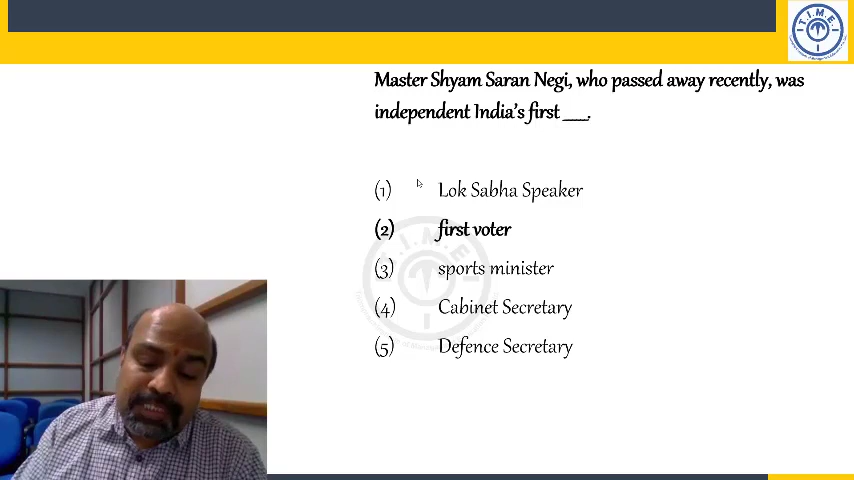 T.I.M.E.
Master Shyam Saran Negi, who passed away recently, was
independent India's first ____.
(1) Lok Sabha Speaker
(2) first voter
(3) sports minister
(4) Cabinet Secretary
(5) Defence Secretary
T.I.M.E.